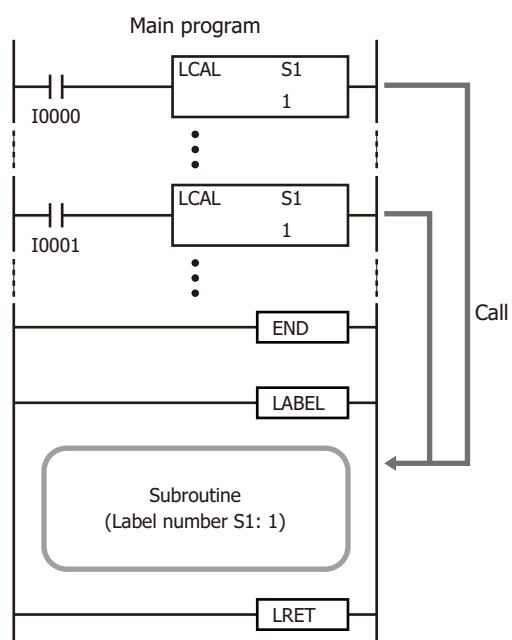 Main program
LCAL S1
1
I0000
LCAL S1
1
I0001
Call
END
LABEL
Subroutine
(Label number S1: 1)
LRET